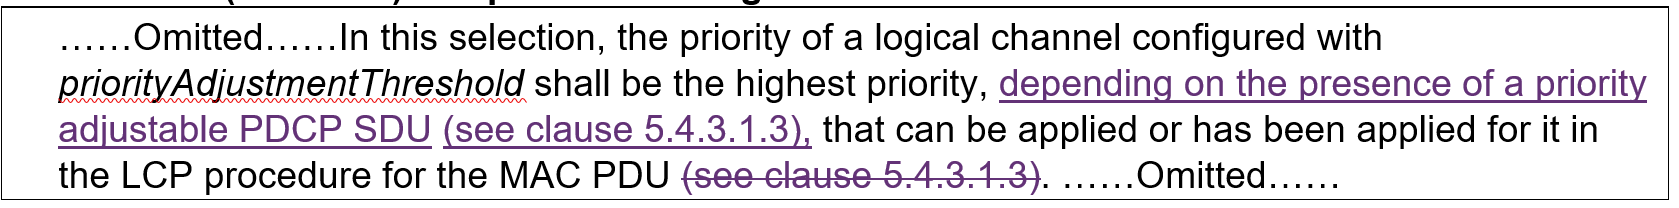 ……Omitted……In this selection, the priority of a logical channel configured with
priorityAdjustmentThreshold shall be the highest priority, depending on the presence of a priority
adjustable PDCP SDU (see clause 5.4.3.1.3), that can be applied or has been applied for it in
the LCP procedure for the MAC PDU (see clause 5.4.3.1.3). ……Omitted……